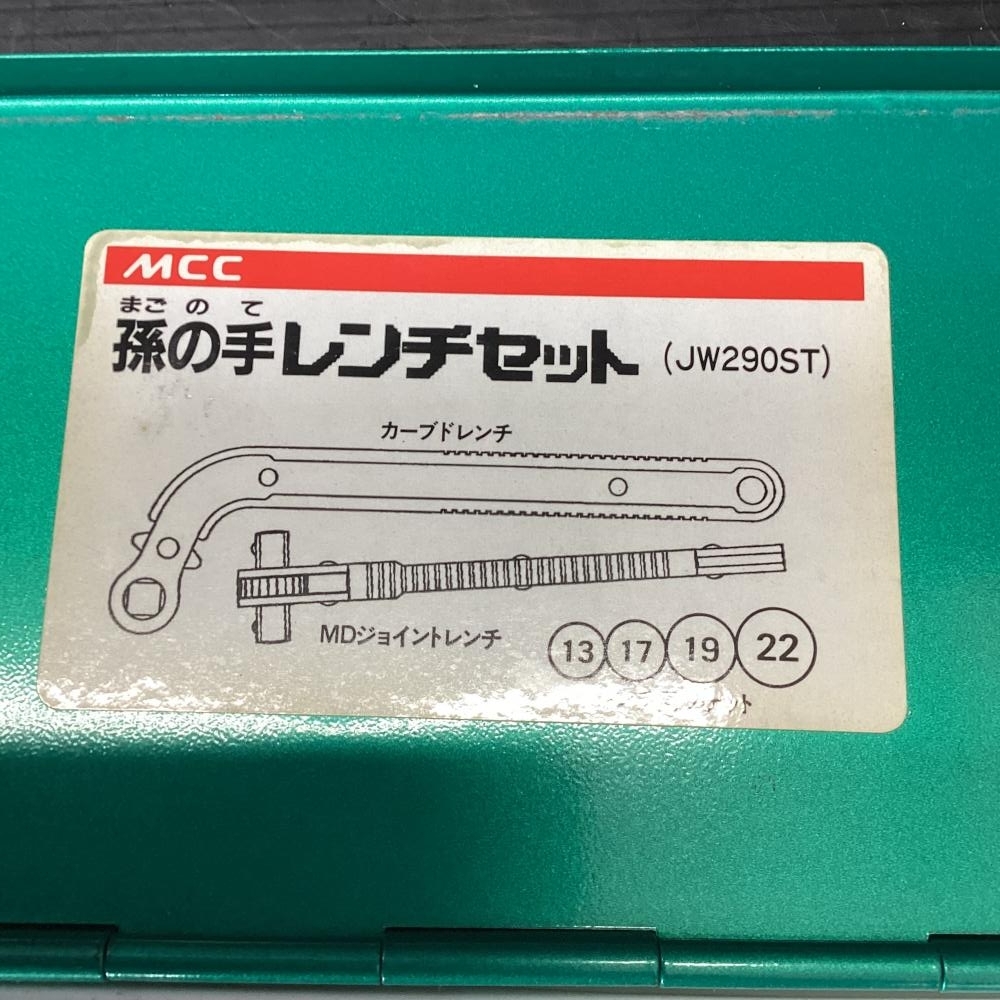 MCC
まごのて
孫の手レンチセット (JW290ST)
カーブドレンチ
MDジョイントレンチ
13 17 19 22